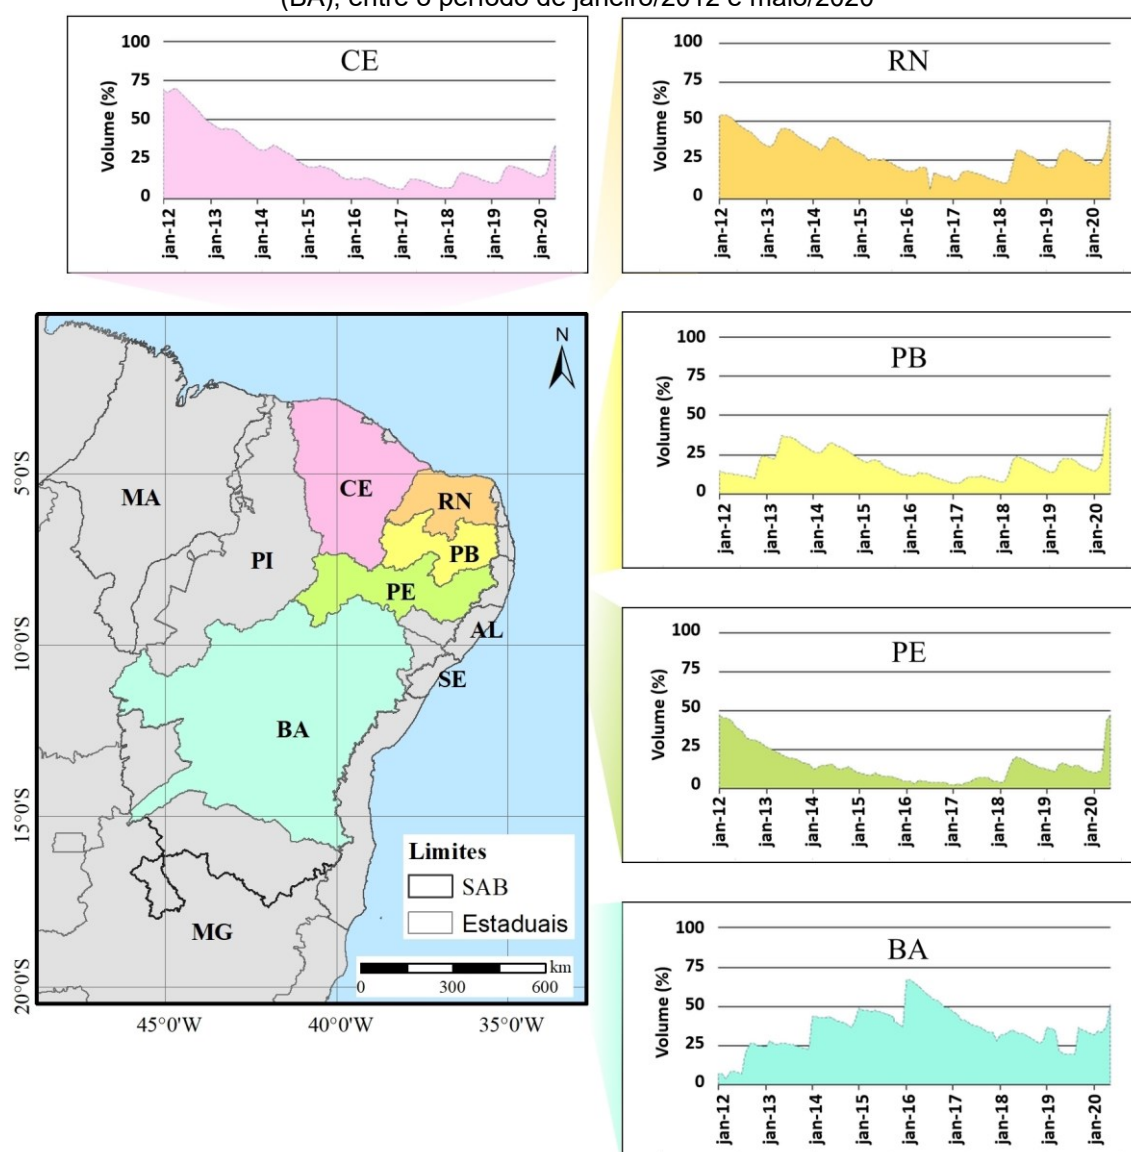 (BA), entre o período de janeiro/2012 e maio/2020
CE
Volume (%)
100
75
50
25
0
jan-12
jan-13
jan-14
jan-15
jan-16
jan-17
jan-18
jan-19
jan-20
RN
Volume (%)
100
75
50
25
0
jan-12
jan-13
jan-14
jan-15
jan-16
jan-17
jan-18
jan-19
jan-20
N
MA
PI
CE
RN
PB
PE
AL
SE
BA
MG
5°S
10°0'S
15°0'S
20°0'S
45°0'W
40°0'W
35°0'W
Limites
SAB
Estaduais
km
0 300 600
PB
Volume (%)
100
75
50
25
0
jan-12
jan-13
jan-14
jan-15
jan-16
jan-17
jan-18
jan-19
jan-20
PE
Volume (%)
100
75
50
25
0
jan-12
jan-13
jan-14
jan-15
jan-16
jan-17
jan-18
jan-19
jan-20
BA
Volume (%)
100
75
50
25
0
jan-12
jan-13
jan-14
jan-15
jan-16
jan-17
jan-18
jan-19
jan-20